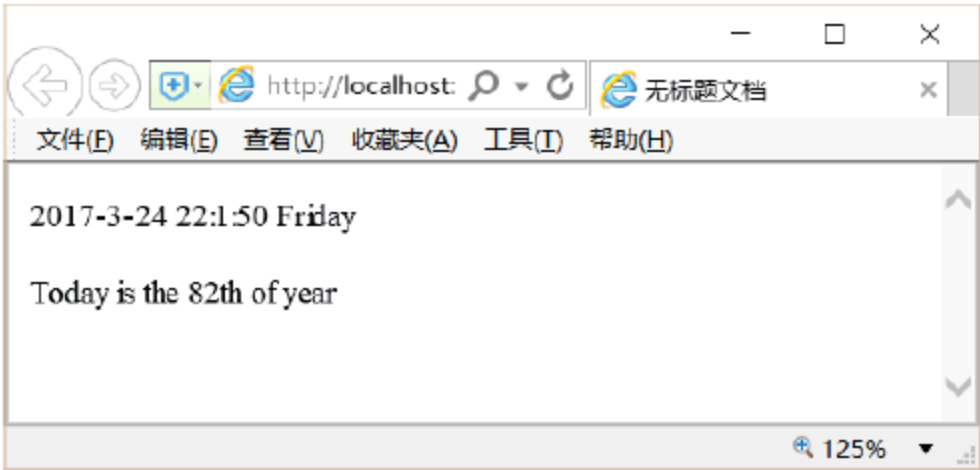 http://localhost: 无标题文档
文件(F) 编辑(E) 查看(V) 收藏夹(A) 工具(T) 帮助(H)
2017-3-24 22:1:50 Friday
Today is the 82th of year
125%